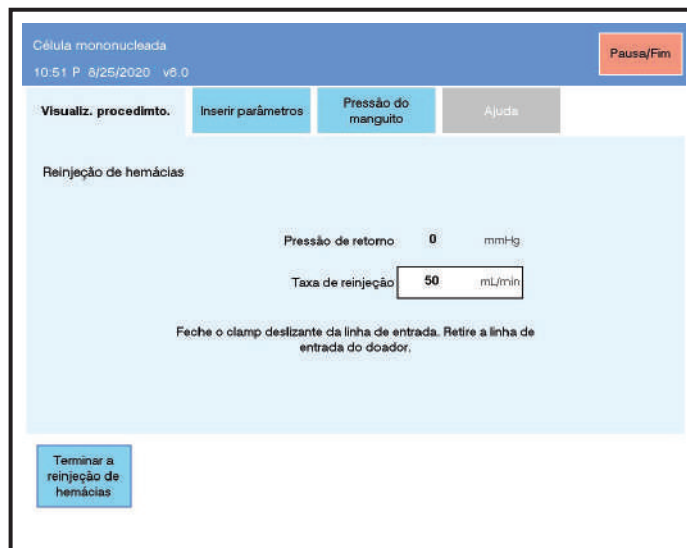 Célula mononucleada
Pausa/Fim
10:51 P 8/25/2020 v6.0
Visualiz. procedimto.
Inserir parâmetros
Pressão do
manguito
Ajuda
Reinjeção de hemácias
Pressão de retorno 0 mmHg
Taxa de reinjeção 50 mL/min
Feche o clamp deslizante da linha de entrada. Retire a linha de
entrada do doador.
Terminar a
reinjeção de
hemácias